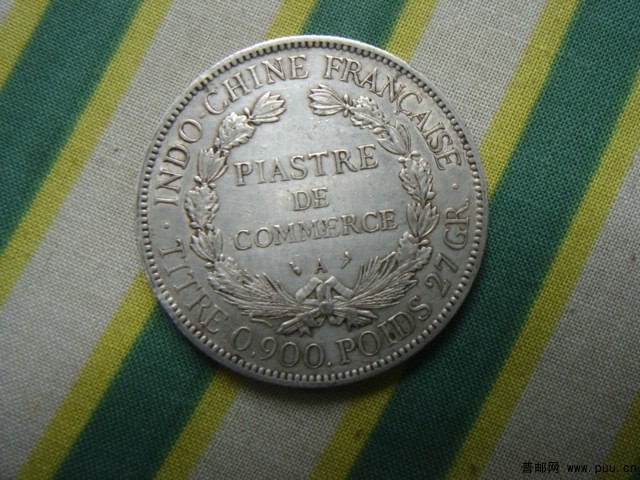 INDO-CHINE FRANÇAISE
PIASTRE
DE
COMMERCE
A
TITRE 0,900. POIDS 27 GR.
普邮网 www.puu.cn